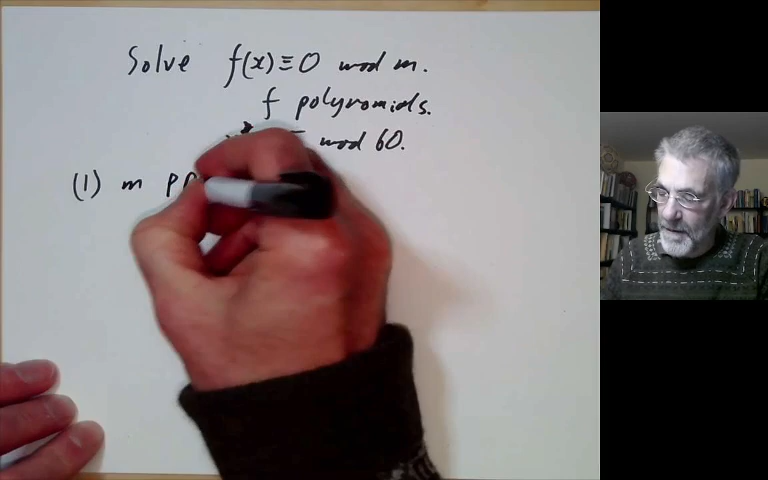 Solve f(x) ≡ 0 mod m.
f polynomials.
mod 60.
(1) m